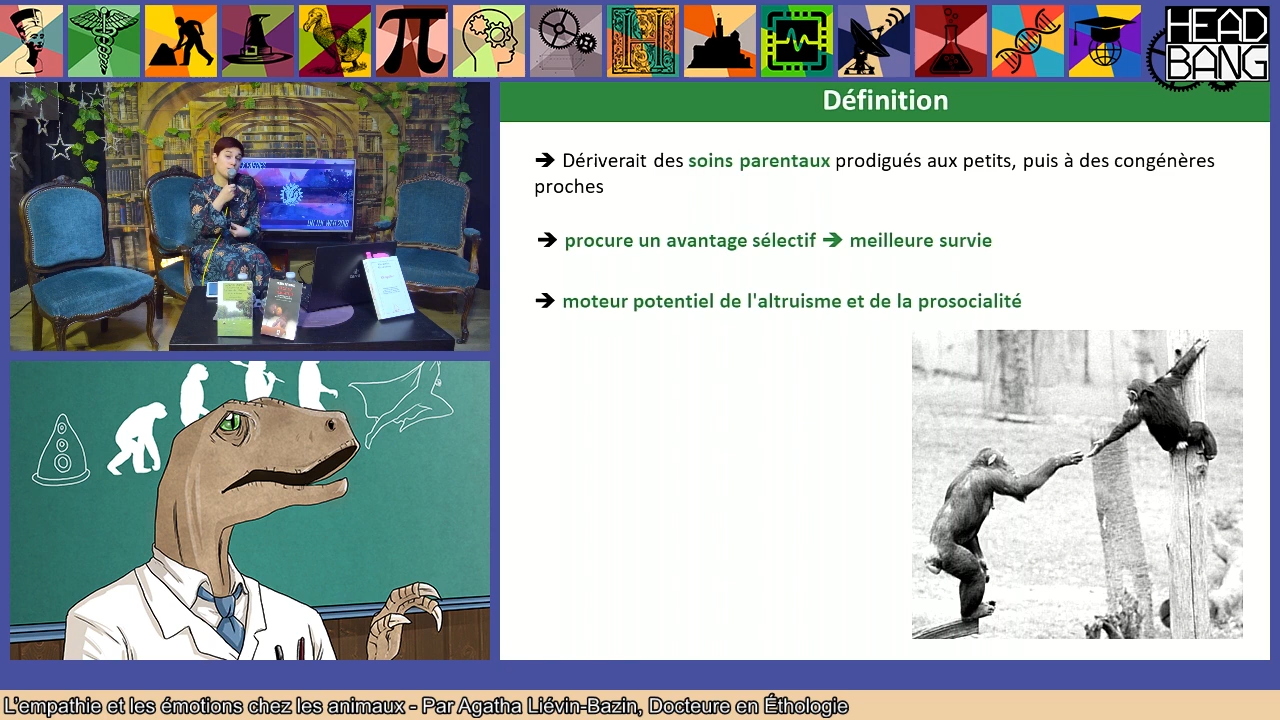 HEAD
BANG
Définition
➔ Dériverait des soins parentaux prodigués aux petits, puis à des congénères
proches
➔ procure un avantage sélectif ➔ meilleure survie
➔ moteur potentiel de l'altruisme et de la prosocialité
L'empathie et les émotions chez les animaux - Par Agatha Liévin-Bazin, Docteure en Éthologie